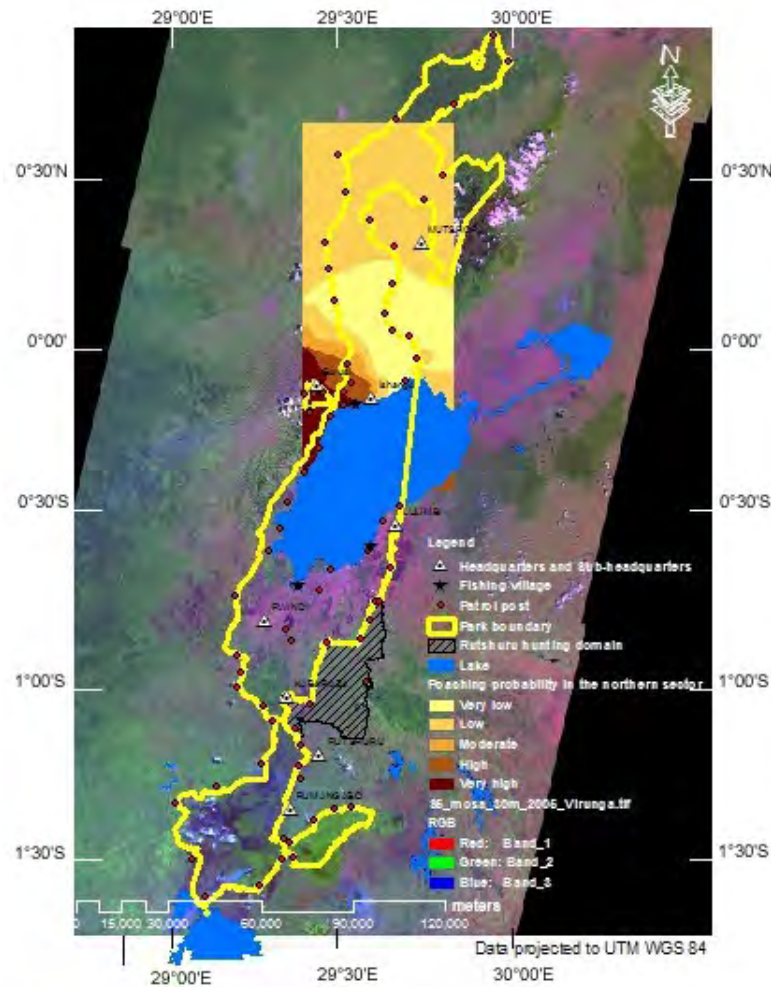 29°00'E 29°30'E 30°00'E
N
0°30'N 0°30'N
0°00' 0°00'
0°30'S 0°30'S
Legend
Headquarters and Sub-headquarters
Fishing village
Patrol post
Park boundary
Rutshuru hunting domain
Lake
Poaching probability in the northern sector
Very low
Low
Moderate
High
Very high
RGB
Red: Band_1
Green: Band_2
Blue: Band_3
1°00'S 1°00'S
RUTSHURU
RUMANGABO
1°30'S 1°30'S
meters
0 15,000 30,000 60,000 90,000 120,000
Data projected to UTM WGS 84
29°00'E 29°30'E 30°00'E